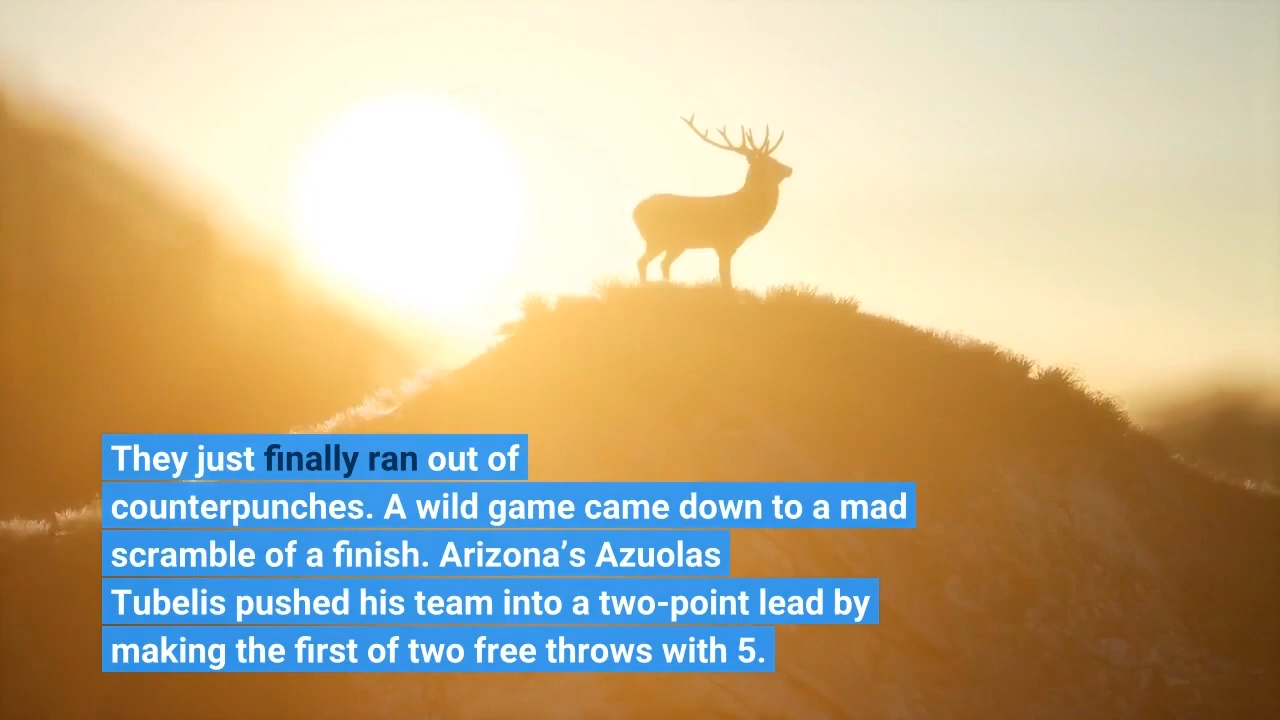 They just finally ran out of
counterpunches. A wild game came down to a mad
scramble of a finish. Arizona’s Azuolas
Tubelis pushed his team into a two-point lead by
making the first of two free throws with 5.